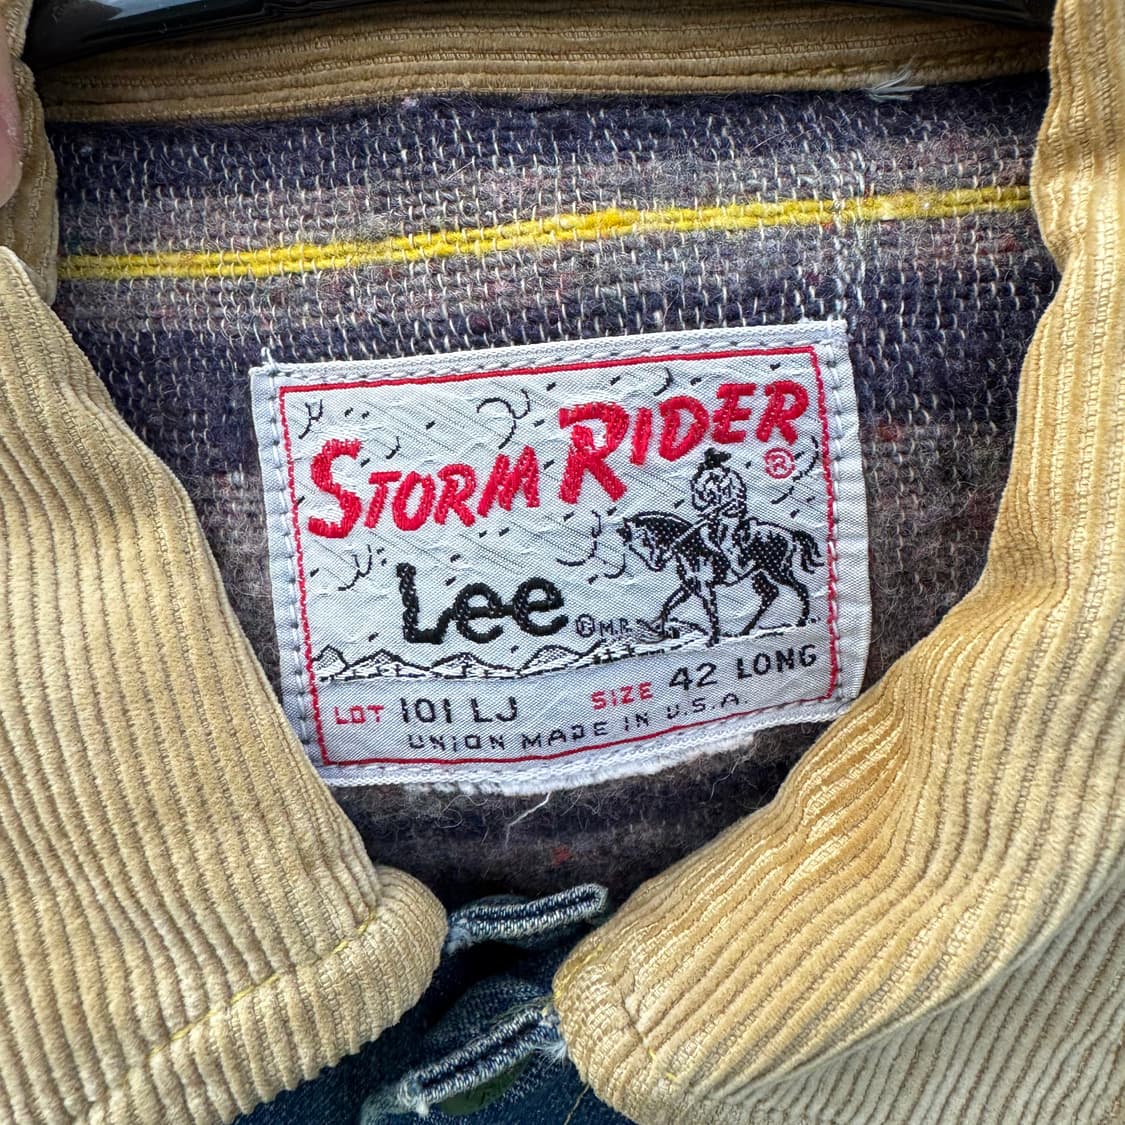 STORM RIDER ®
Lee ® M.R.
LOT 101 LJ SIZE 42 LONG
UNION MADE IN U.S.A.